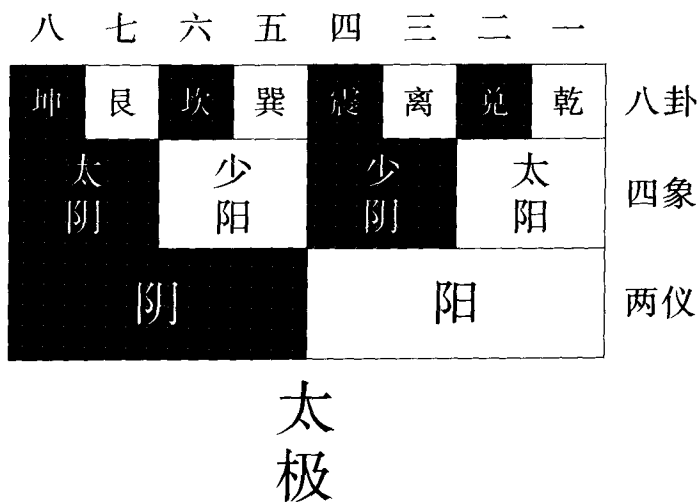 八 七 六 五 四 三 二 一
坤 艮 坎 巽 震 离 兑 乾 八卦
太阴 少阳 少阴 太阳 四象
阴 阳 两仪
太极